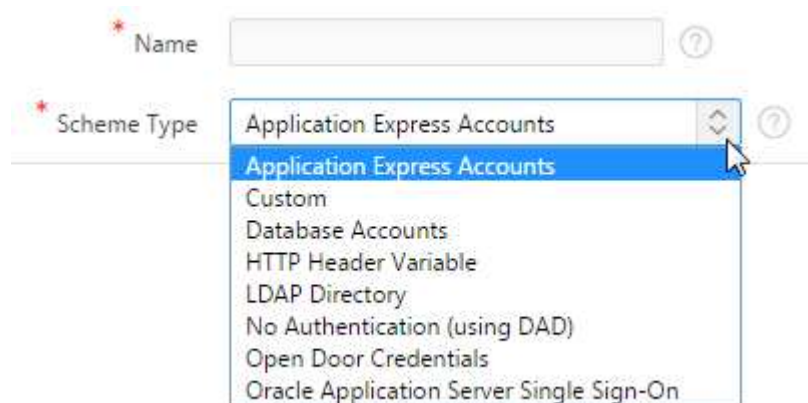 * Name ?
* Scheme Type Application Express Accounts ?
Application Express Accounts
Custom
Database Accounts
HTTP Header Variable
LDAP Directory
No Authentication (using DAD)
Open Door Credentials
Oracle Application Server Single Sign-On